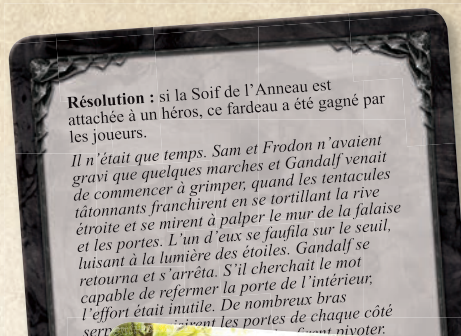 Résolution : si la Soif de l'Anneau est
attachée à un héros, ce fardeau a été gagné par
les joueurs.
Il n'était que temps. Sam et Frodon n'avaient
gravi que quelques marches et Gandalf venait
de commencer à grimper, quand les tentacules
tâtonnants franchirent en se tortillant la rive
étroite et se mirent à palper le mur de la falaise
et les portes. L'un d'eux se faufila sur le seuil,
luisant à la lumière des étoiles. Gandalf se
retourna et s'arrêta. S'il cherchait le mot
capable de refermer la porte de l'intérieur,
l'effort était inutile. De nombreux bras
les portes de chaque côté
pivoter.